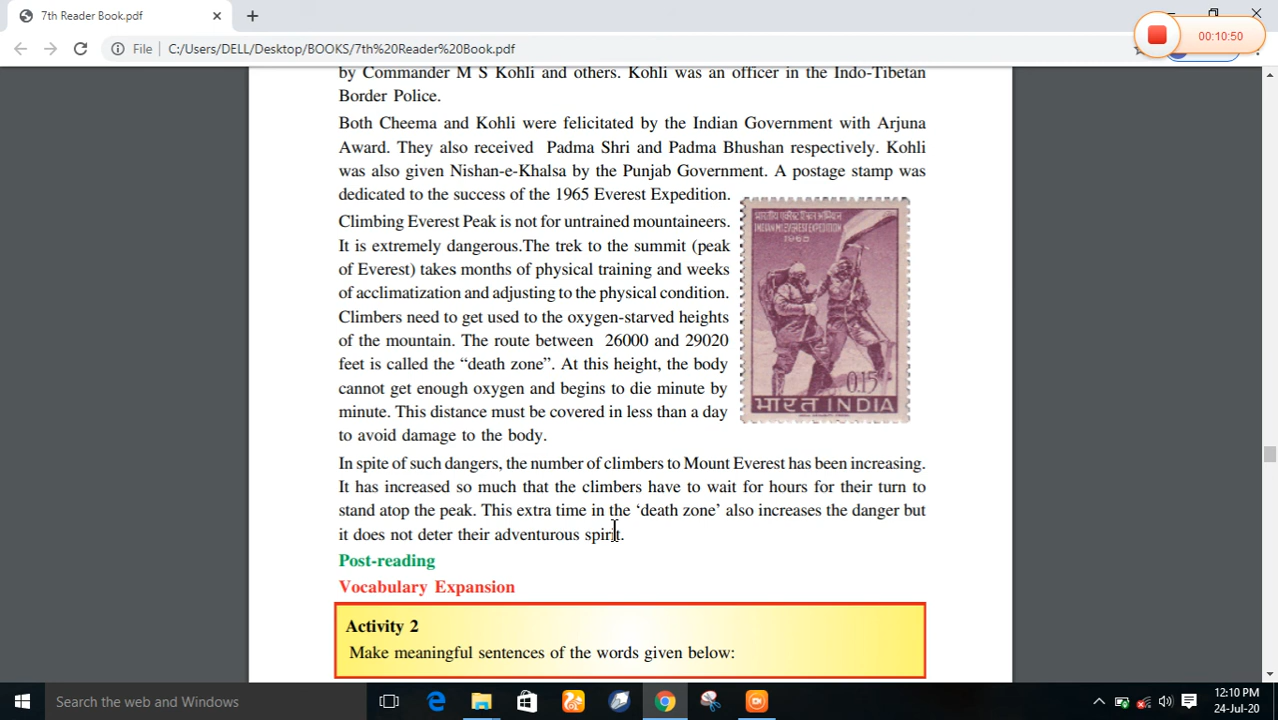 7th Reader Book.pdf
00:10:50
File
C:/Users/DELL/Desktop/BOOKS/7th%20Reader%20Book.pdf
by Commander M S Kohli and others. Kohli was an officer in the Indo-Tibetan
Border Police.
Both Cheema and Kohli were felicitated by the Indian Government with Arjuna
Award. They also received Padma Shri and Padma Bhushan respectively. Kohli
was also given Nishan-e-Khalsa by the Punjab Government. A postage stamp was
dedicated to the success of the 1965 Everest Expedition.
Climbing Everest Peak is not for untrained mountaineers.
It is extremely dangerous.The trek to the summit (peak
of Everest) takes months of physical training and weeks
of acclimatization and adjusting to the physical condition.
Climbers need to get used to the oxygen-starved heights
of the mountain. The route between 26000 and 29020
feet is called the “death zone”. At this height, the body
cannot get enough oxygen and begins to die minute by
minute. This distance must be covered in less than a day
to avoid damage to the body.
INDIAN MT. EVEREST EXPEDITION
1965
0.15
भारत INDIA
In spite of such dangers, the number of climbers to Mount Everest has been increasing.
It has increased so much that the climbers have to wait for hours for their turn to
stand atop the peak. This extra time in the ‘death zone’ also increases the danger but
it does not deter their adventurous spirit.
Post-reading
Vocabulary Expansion
Activity 2
Make meaningful sentences of the words given below:
Search the web and Windows
12:10 PM
24-Jul-20